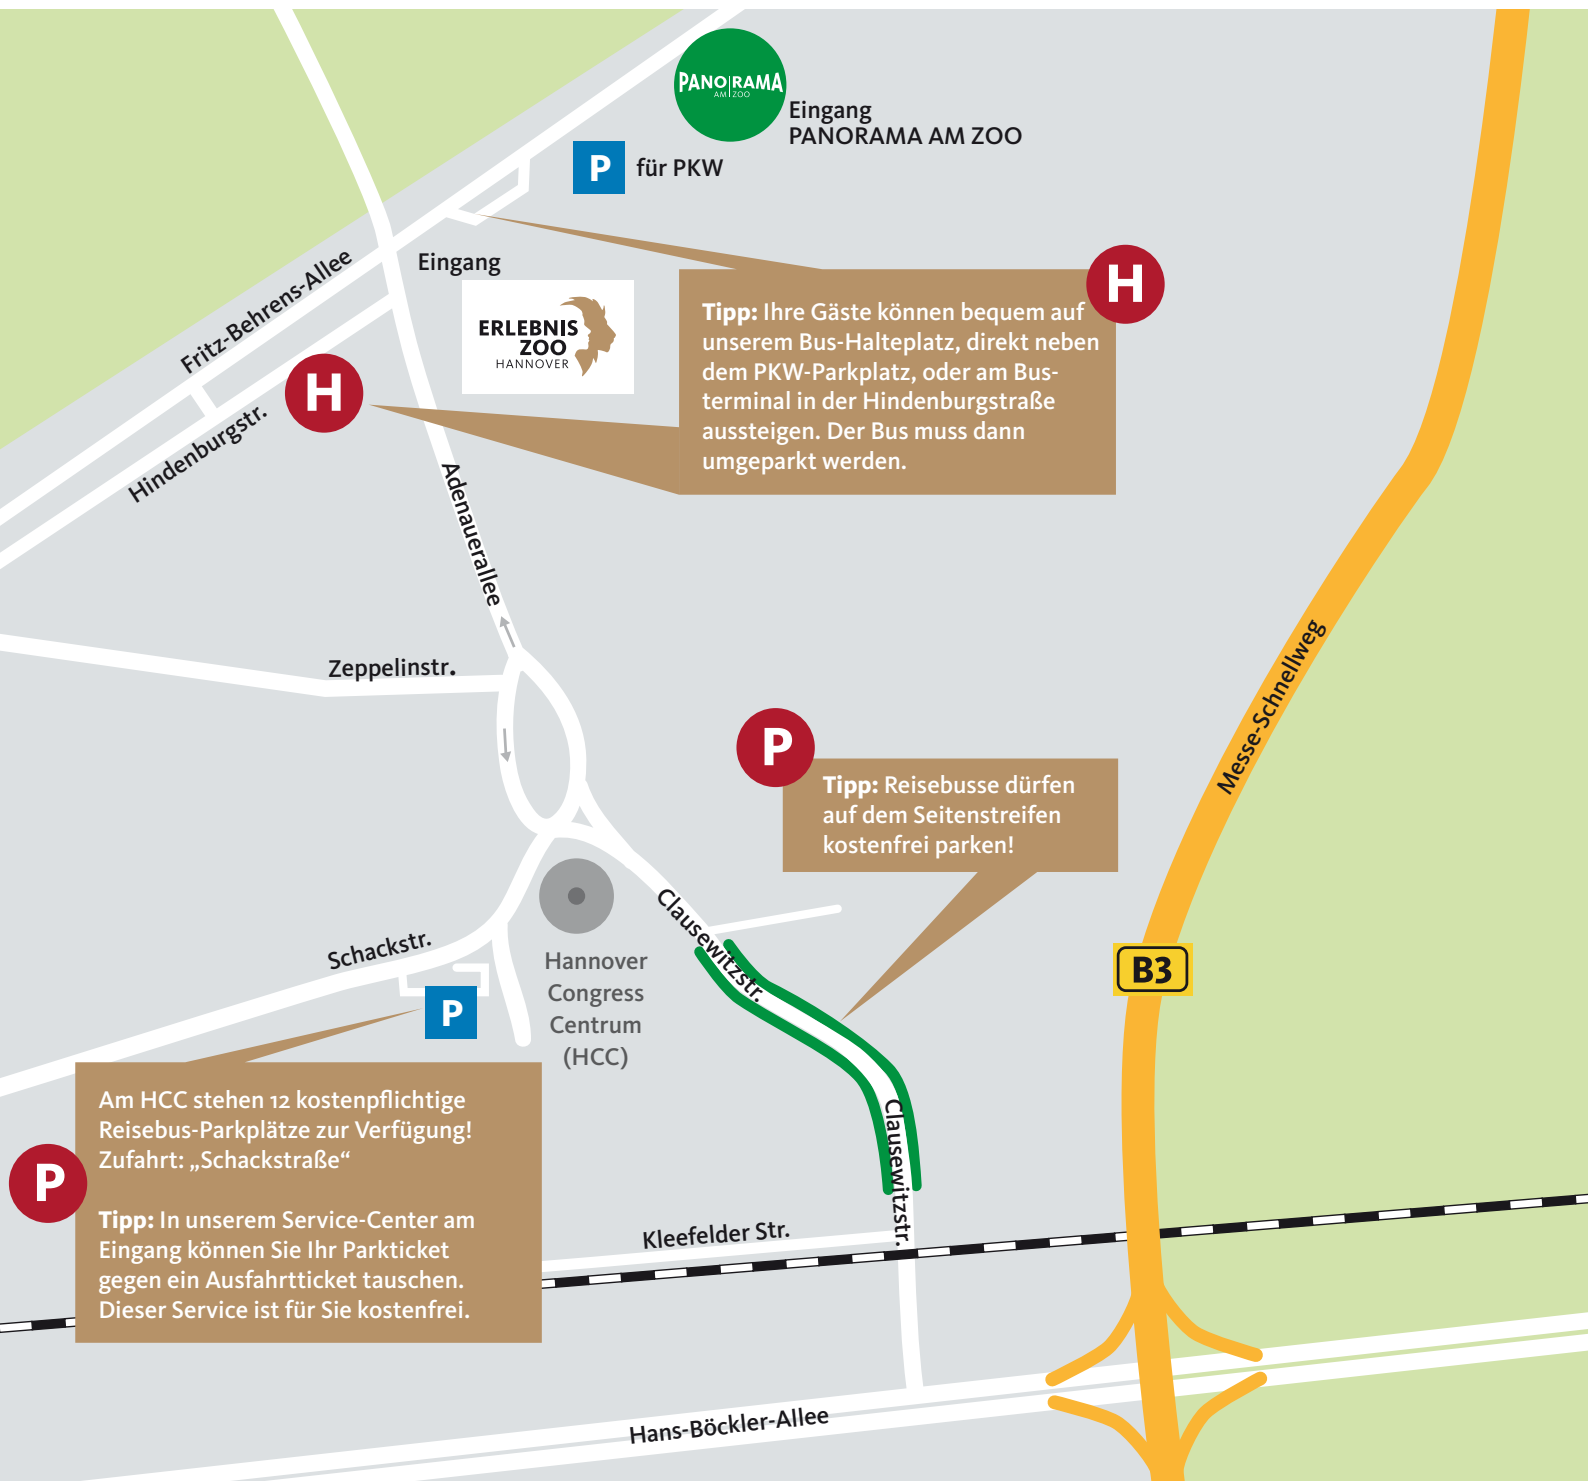 PANO|RAMA
AM|ZOO
Eingang
PANORAMA AM ZOO
P
für PKW
Fritz-Behrens-Allee
Eingang
ERLEBNIS
ZOO
HANNOVER
H
Tipp: Ihre Gäste können bequem auf
unserem Bus-Halteplatz, direkt neben
dem PKW-Parkplatz, oder am Bus-
terminal in der Hindenburgstraße
aussteigen. Der Bus muss dann
umgeparkt werden.
H
Hindenburgstr.
Adenauerallee
Zeppelinstr.
Messe-Schnellweg
P
Tipp: Reisebusse dürfen
auf dem Seitenstreifen
kostenfrei parken!
Clausewitzstr.
Schackstr.
Hannover
Congress
Centrum
(HCC)
B3
P
Am HCC stehen 12 kostenpflichtige
Reisebus-Parkplätze zur Verfügung!
Zufahrt: „Schackstraße“
P
Tipp: In unserem Service-Center am
Eingang können Sie Ihr Parkticket
gegen ein Ausfahrtticket tauschen.
Dieser Service ist für Sie kostenfrei.
Clausewitzstr.
Kleefelder Str.
Hans-Böckler-Allee